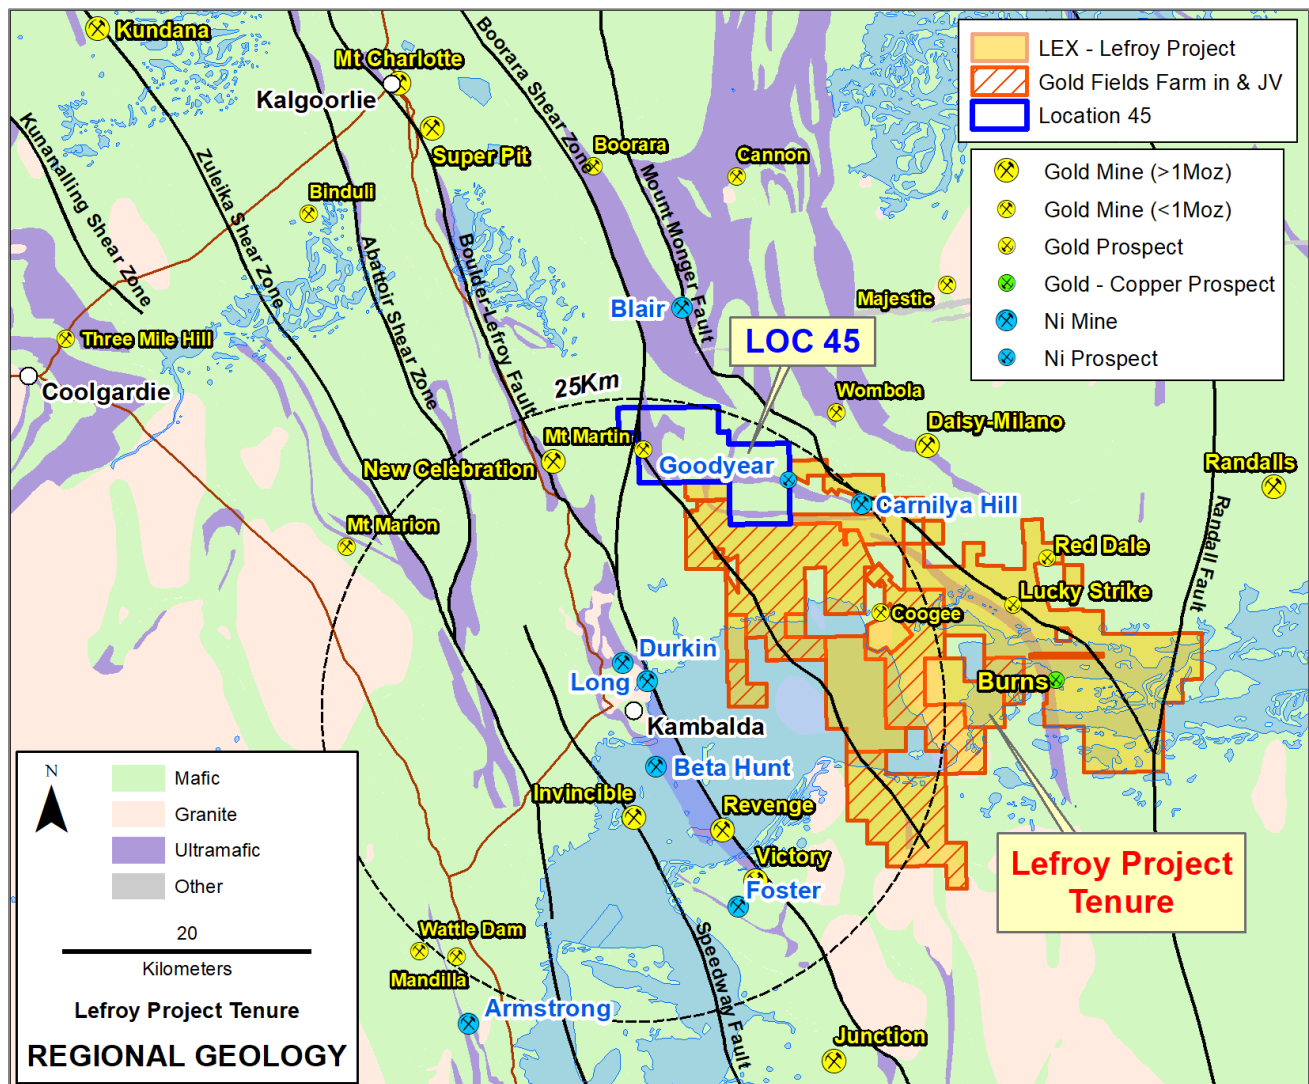 Kundana
Mt Charlotte
Kalgoorlie
Super Pit
Boorara Shear Zone
Boorara
Cannon
Kunanalling Shear Zone
Zuleika Shear Zone
Binduli
Abattoir Shear Zone
Boulder-Lefroy Fault
Mount Monger Fault
Blair
Majestic
LEX - Lefroy Project
Gold Fields Farm in & JV
Location 45
Gold Mine (>1Moz)
Gold Mine (<1Moz)
Gold Prospect
Gold - Copper Prospect
Ni Mine
Ni Prospect
Three Mile Hill
Coolgardie
LOC 45
25Km
Wombola
Daisy-Milano
Mt Martin
New Celebration
Goodyear
Randalls
Carnilya Hill
Mt Marion
Randall Fault
Red Dale
Lucky Strike
Coogee
Durkin
Long
Burns
Kambalda
Beta Hunt
Invincible
Revenge
Victory
Foster
Lefroy Project
Tenure
Wattle Dam
Mandilla
Speedway Fault
Armstrong
Junction
N
Mafic
Granite
Ultramafic
Other
20
Kilometers
Lefroy Project Tenure
REGIONAL GEOLOGY